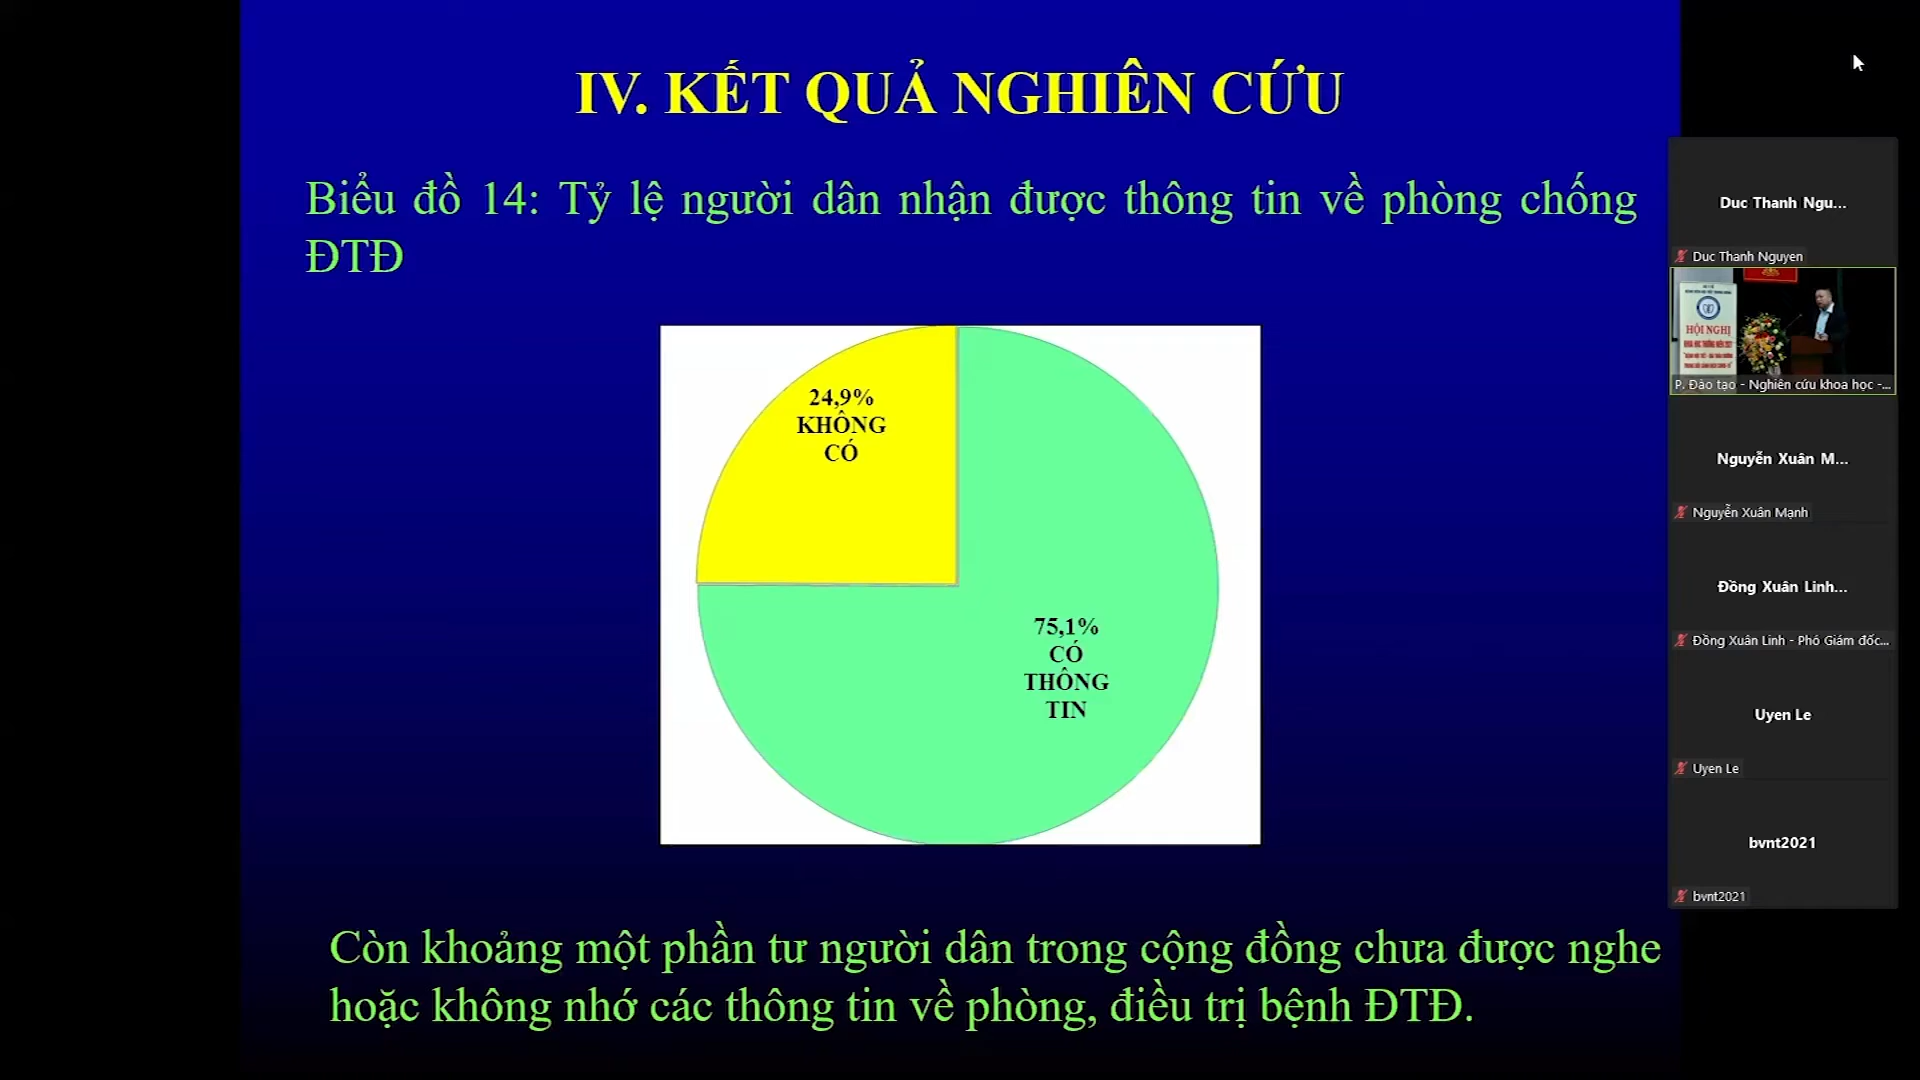 IV. KẾT QUẢ NGHIÊN CỨU
Biểu đồ 14: Tỷ lệ người dân nhận được thông tin về phòng chống
ĐTĐ
24,9%
KHÔNG
CÓ
75,1%
CÓ
THÔNG
TIN
Còn khoảng một phần tư người dân trong cộng đồng chưa được nghe
hoặc không nhớ các thông tin về phòng, điều trị bệnh ĐTĐ.
Duc Thanh Ngu...
Duc Thanh Nguyen
HỘI NGHỊ
P. Đào tạo - Nghiên cứu khoa học -...
Nguyễn Xuân M...
Nguyễn Xuân Mạnh
Đồng Xuân Linh...
Đồng Xuân Linh - Phó Giám đốc...
Uyen Le
Uyen Le
bvnt2021
bvnt2021